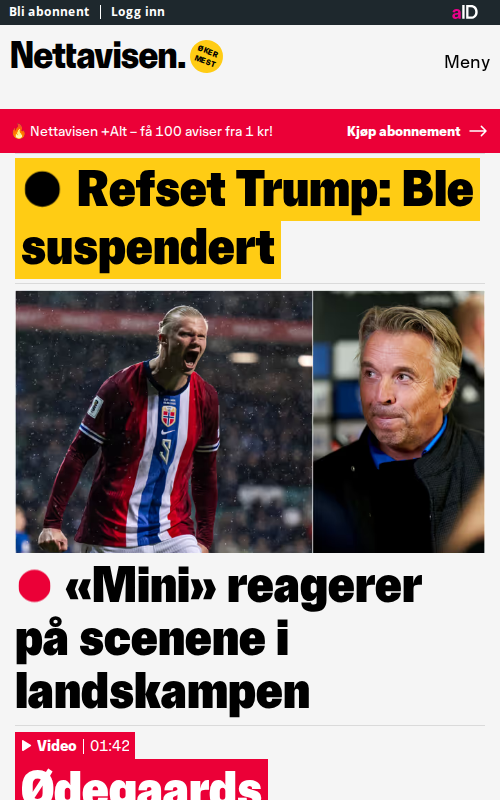 Bli abonnent | Logg inn
aID
Nettavisen.
ØKER
MEST
Meny
Nettavisen +Alt – få 100 aviser fra 1 kr!
Kjøp abonnement
Refset Trump: Ble
suspendert
«Mini» reagerer
på scenene i
landskampen
Video | 01:42
Ødegaards